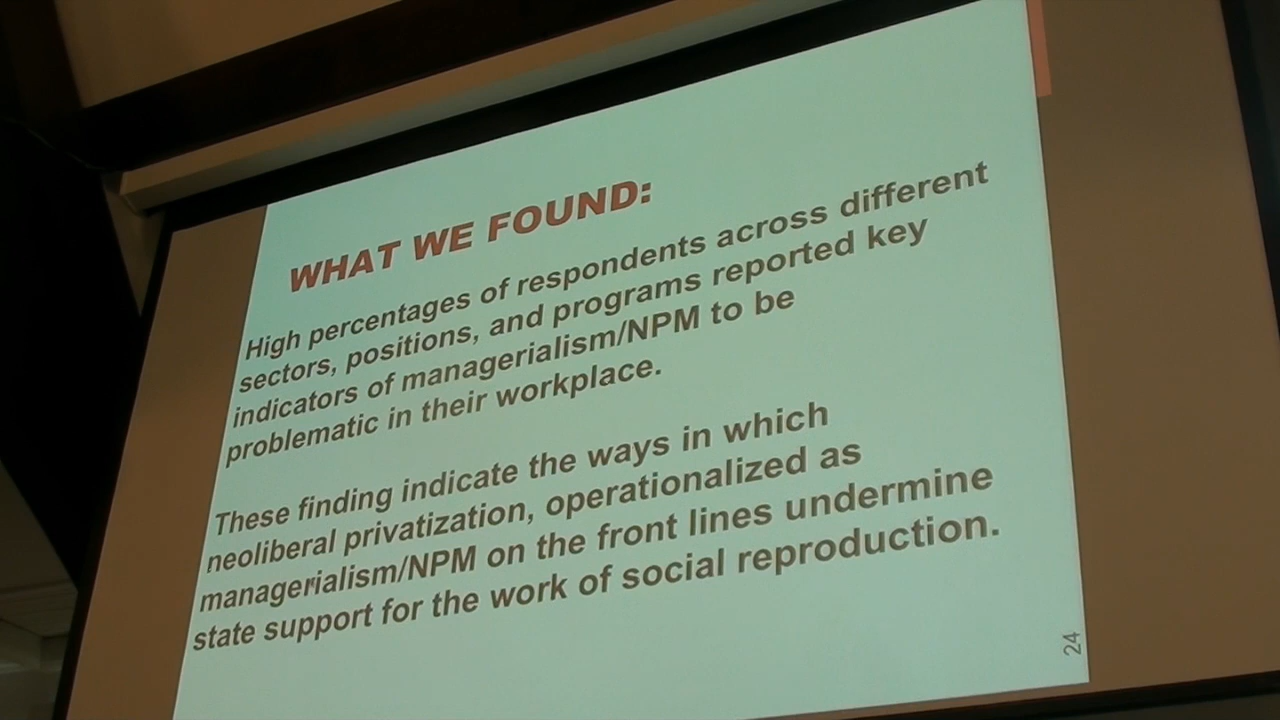 WHAT WE FOUND:
High percentages of respondents across different
sectors, positions, and programs reported key
indicators of managerialism/NPM to be
problematic in their workplace.
These finding indicate the ways in which
neoliberal privatization, operationalized as
managerialism/NPM on the front lines undermine
state support for the work of social reproduction.
24